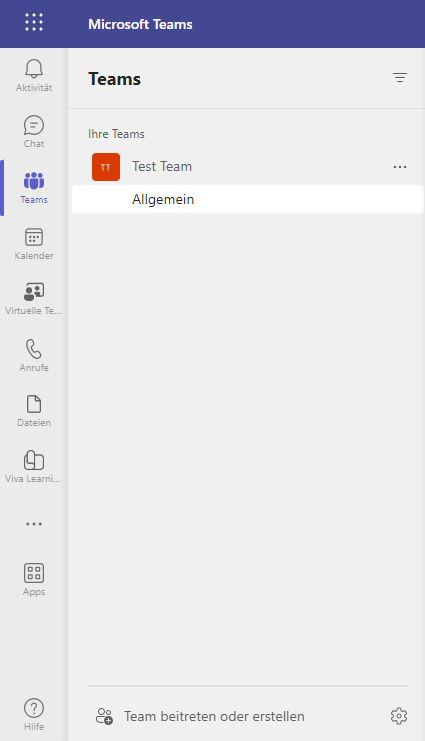 Microsoft Teams
Aktivität
Chat
Teams
Kalender
Virtuelle Te...
Anrufe
Dateien
Viva Learni...
Apps
Hilfe
Teams
Ihre Teams
TT
Test Team
Allgemein
Team beitreten oder erstellen